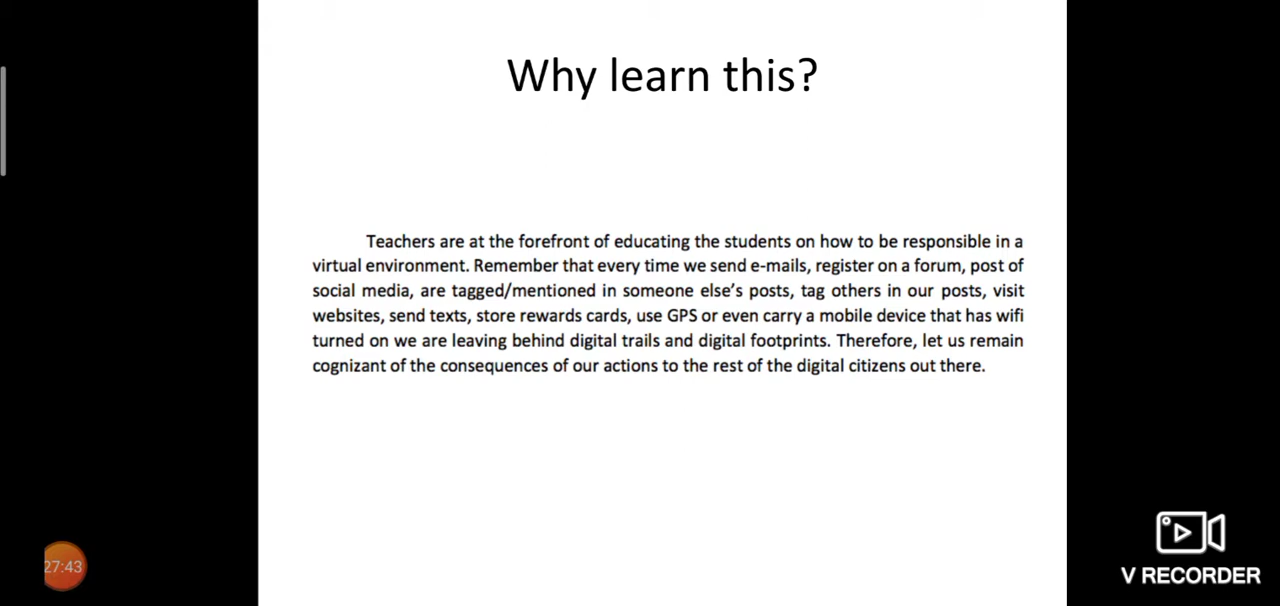 Why learn this?
Teachers are at the forefront of educating the students on how to be responsible in a
virtual environment. Remember that every time we send e-mails, register on a forum, post of
social media, are tagged/mentioned in someone else's posts, tag others in our posts, visit
websites, send texts, store rewards cards, use GPS or even carry a mobile device that has wifi
turned on we are leaving behind digital trails and digital footprints. Therefore, let us remain
cognizant of the consequences of our actions to the rest of the digital citizens out there.
27:43
V RECORDER